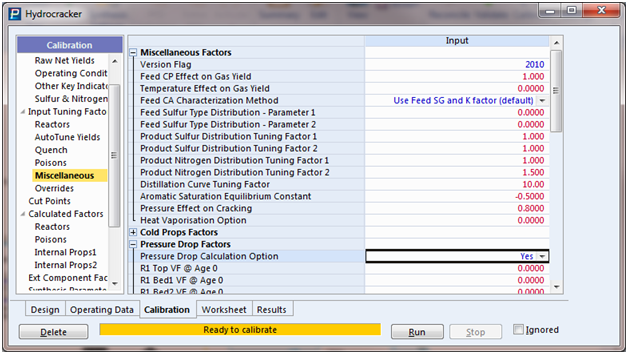 Hydrocracker
Calibration
Raw Net Yields
Operating Condit
Other Key Indicato
Sulfur & Nitrogen
Input Tuning Facto
Reactors
AutoTune Yields
Quench
Poisons
Miscellaneous
Overrides
Cut Points
Calculated Factors
Reactors
Poisons
Internal Props1
Internal Props2
Ext Component Fac
Synthesis Paramete
Input
Miscellaneous Factors
Version Flag 2010
Feed CP Effect on Gas Yield 1.000
Temperature Effect on Gas Yield 0.0000
Feed CA Characterization Method Use Feed SG and K factor (default)
Feed Sulfur Type Distribution - Parameter 1 0.0000
Feed Sulfur Type Distribution - Parameter 2 0.0000
Product Sulfur Distribution Tuning Factor 1 1.000
Product Sulfur Distribution Tuning Factor 2 1.000
Product Nitrogen Distribution Tuning Factor 1 1.000
Product Nitrogen Distribution Tuning Factor 2 1.500
Distillation Curve Tuning Factor 10.00
Aromatic Saturation Equilibrium Constant -0.5000
Pressure Effect on Cracking 0.8000
Heat Vaporisation Option 0.0000
Cold Props Factors
Pressure Drop Factors
Pressure Drop Calculation Option Yes
R1 Top VF @ Age 0 0.0000
R1 Bed1 VF @ Age 0 0.0000
R1 Bed2 VF @ Age 0 0.0000
Design Operating Data Calibration Worksheet Results
Delete Ready to calibrate Run Stop Ignored